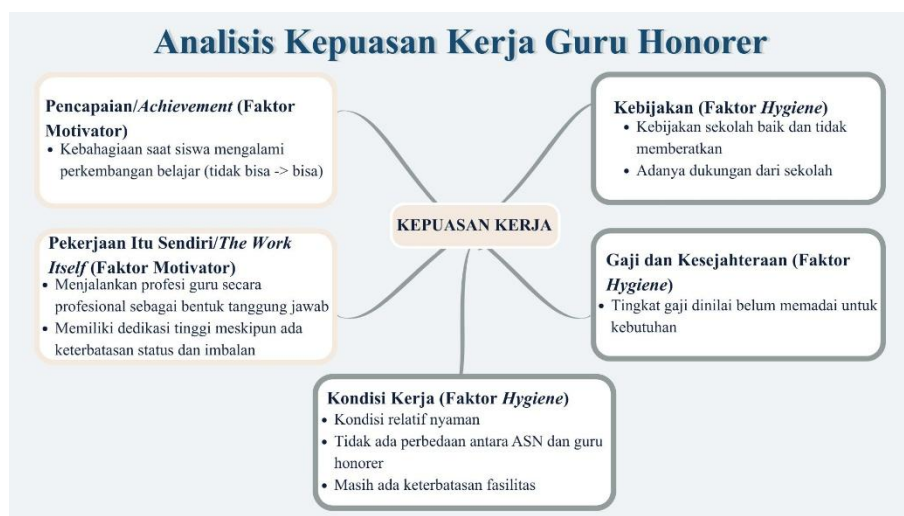 Analisis Kepuasan Kerja Guru Honorer
Pencapaian/Achievement (Faktor
Motivator)
• Kebahagiaan saat siswa mengalami
perkembangan belajar (tidak bisa -> bisa)
Kebijakan (Faktor Hygiene)
• Kebijakan sekolah baik dan tidak
memberatkan
• Adanya dukungan dari sekolah
KEPUASAN KERJA
Pekerjaan Itu Sendiri/The Work
Itself (Faktor Motivator)
• Menjalankan profesi guru secara
profesional sebagai bentuk tanggung jawab
• Memiliki dedikasi tinggi meskipun ada
keterbatasan status dan imbalan
Gaji dan Kesejahteraan (Faktor
Hygiene)
• Tingkat gaji dinilai belum memadai untuk
kebutuhan
Kondisi Kerja (Faktor Hygiene)
• Kondisi relatif nyaman
• Tidak ada perbedaan antara ASN dan guru
honorer
• Masih ada keterbatasan fasilitas